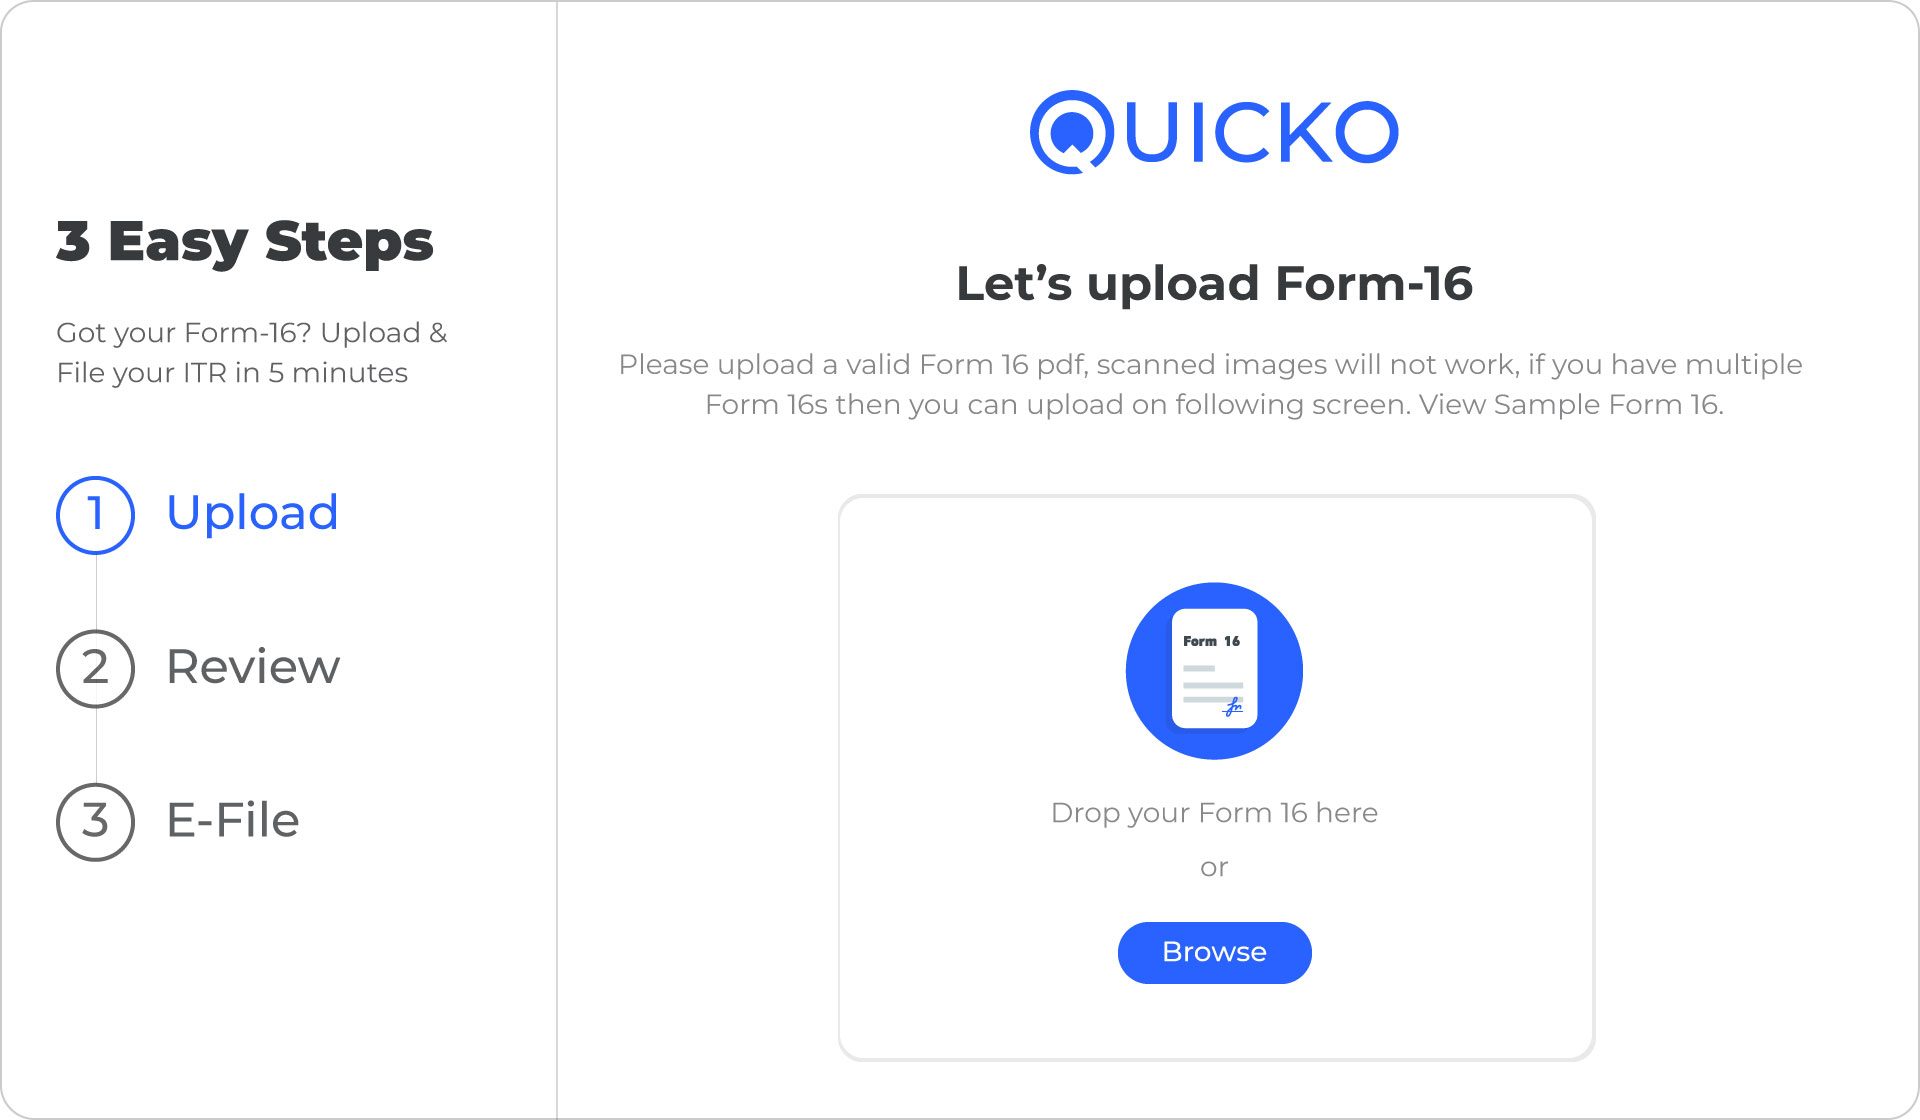 3 Easy Steps
Got your Form-16? Upload &
File your ITR in 5 minutes
1 Upload
2 Review
3 E-File
QUICKO
Let’s upload Form-16
Please upload a valid Form 16 pdf, scanned images will not work, if you have multiple
Form 16s then you can upload on following screen. View Sample Form 16.
Form 16
Drop your Form 16 here
or
Browse